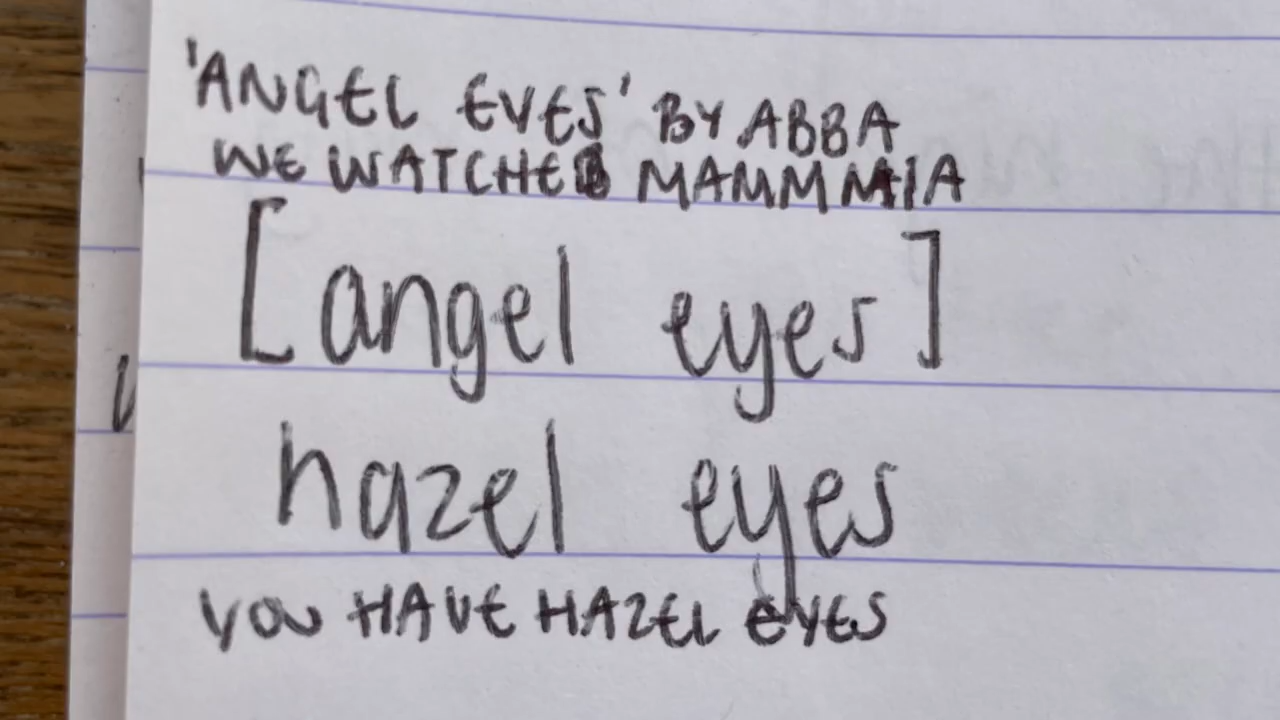 'ANGEL EYES' BY ABBA
WE WATCHED MAMMMIA
[angel eyes]
hazel eyes
YOU HAVE HAZEL EYES